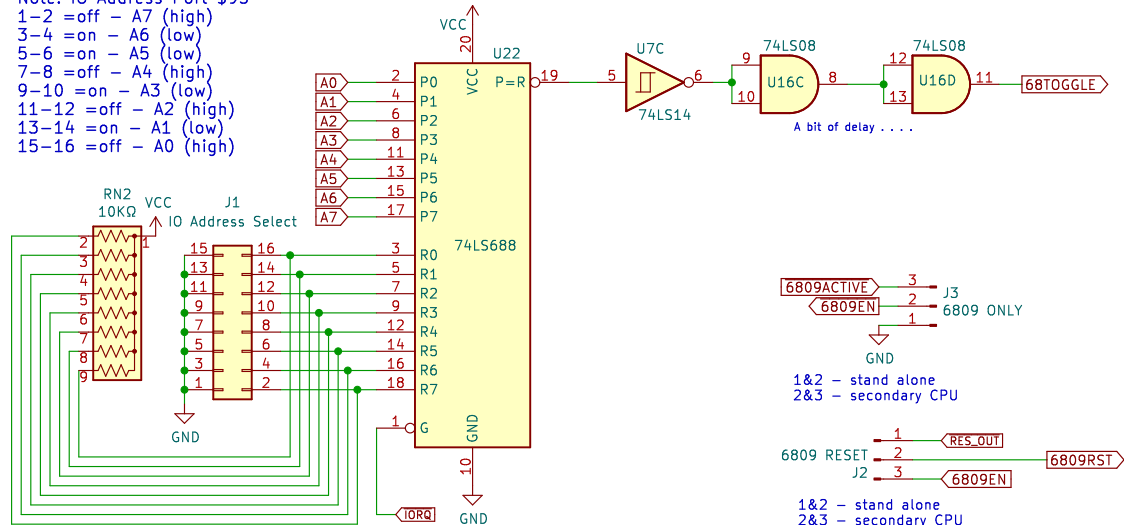 Note: IO Address Port $95
1-2 =off - A7 (high)
3-4 =on - A6 (low)
5-6 =on - A5 (low)
7-8 =off - A4 (high)
9-10 =on - A3 (low)
11-12 =off - A2 (high)
13-14 =on - A1 (low)
15-16 =off - A0 (high)
VCC
20
U22
VCC
A0 2 P0
P=R 19
A1 4 P1
A2 6 P2
A3 8 P3
A4 11 P4
A5 13 P5
A6 15 P6
A7 17 P7
74LS688
3 R0
5 R1
7 R2
9 R3
12 R4
14 R5
16 R6
18 R7
1 G
GND
10
GND
IORQ
U7C
5 6
74LS14
74LS08
9
U16C 8
10
74LS08
12
U16D 11
13
68TOGGLE
A bit of delay . . . .
RN2
10KΩ
VCC
1
2
3
4
5
6
7
8
9
J1
IO Address Select
15 16
13 14
11 12
9 10
7 8
5 6
3 4
1 2
GND
6809ACTIVE 3
J3
6809EN 2
6809 ONLY
1
GND
1&2 - stand alone
2&3 - secondary CPU
1 RES_OUT
6809 RESET 2 6809RST
J2 3 6809EN
1&2 - stand alone
2&3 - secondary CPU